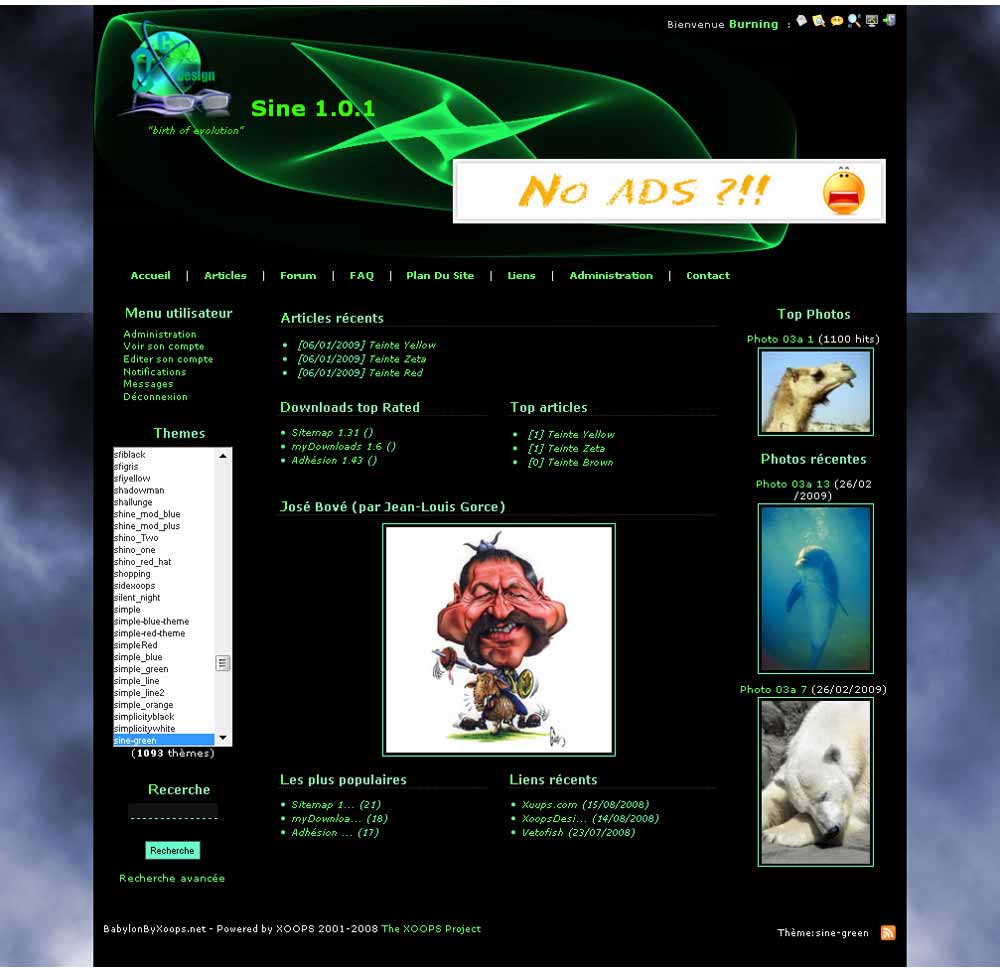 Bienvenue Burning :
Design
Sine 1.0.1
"birth of evolution"
No ADS ?!!
Accueil | Articles | Forum | FAQ | Plan Du Site | Liens | Administration | Contact
Menu utilisateur
Administration
Voir son compte
Editer son compte
Notifications
Messages
Déconnexion
Themes
sfiblack
sfigris
sfiyellow
shadowman
shallunge
shine_mod_blue
shine_mod_plus
shino_Two
shino_one
shino_red_hat
shopping
sidexoops
silent_night
simple
simple-blue-theme
simple-red-theme
simpleRed
simple_blue
simple_green
simple_line
simple_line2
simple_orange
simplicityblack
simplicitywhite
sine-green
(1093 thèmes)
Recerche
Recherche
Recherche avancée
Articles récents
[06/01/2009] Teinte Yellow
[06/01/2009] Teinte Zeta
[06/01/2009] Teinte Red
Downloads top Rated
Sitemap 1.31 ()
myDownloads 1.6 ()
Adhésion 1.43 ()
Top articles
[1] Teinte Yellow
[1] Teinte Zeta
[0] Teinte Brown
José Bové (par Jean-Louis Gorce)
Les plus populaires
Sitemap 1... (21)
myDownloa... (18)
Adhésion ... (17)
Liens récents
Xuups.com (15/08/2008)
XoopsDesi... (14/08/2008)
Vetofish (23/07/2008)
Top Photos
Photo 03a 1 (1100 hits)
Photos récentes
Photo 03a 13 (26/02
/2009)
Photo 03a 7 (26/02/2009)
BabylonByXoops.net - Powered by XOOPS 2001-2008 The XOOPS Project
Thème:sine-green